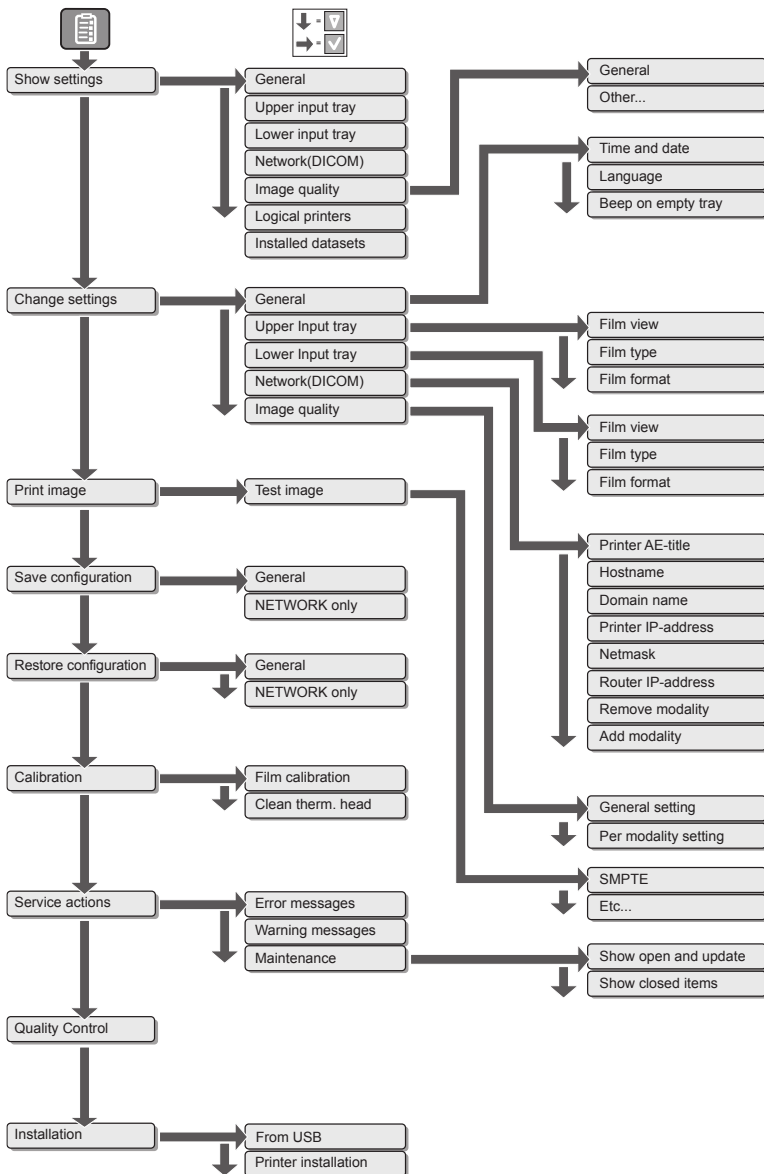 Show settings
General
Upper input tray
Lower input tray
Network(DICOM)
Image quality
Logical printers
Installed datasets
General
Other...
Change settings
General
Upper Input tray
Lower Input tray
Network(DICOM)
Image quality
Time and date
Language
Beep on empty tray
Film view
Film type
Film format
Film view
Film type
Film format
Printer AE-title
Hostname
Domain name
Printer IP-address
Netmask
Router IP-address
Remove modality
Add modality
General setting
Per modality setting
Print image
Test image
SMPTE
Etc...
Save configuration
General
NETWORK only
Restore configuration
General
NETWORK only
Calibration
Film calibration
Clean therm. head
Service actions
Error messages
Warning messages
Maintenance
Show open and update
Show closed items
Quality Control
Installation
From USB
Printer installation